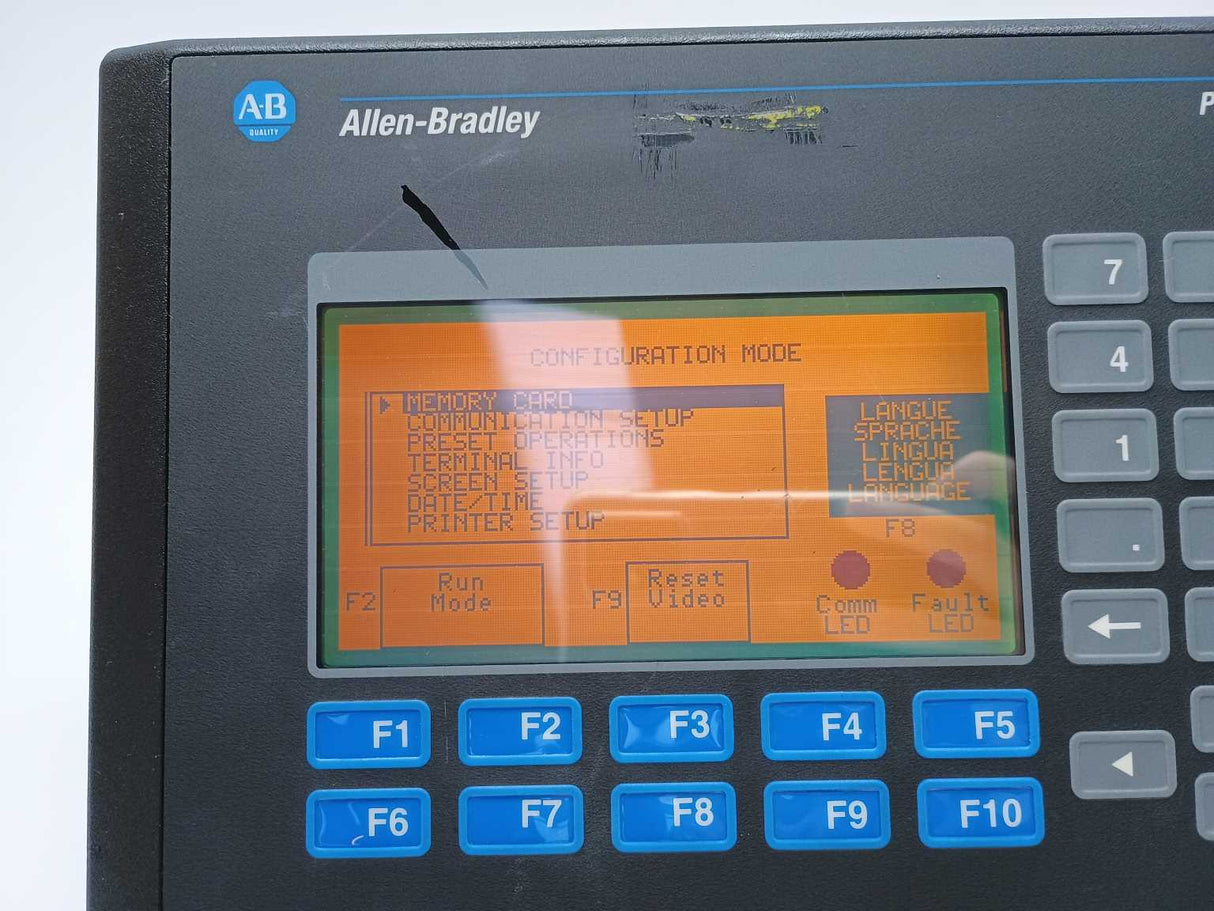 A·B
QUALITY
Allen-Bradley
P
CONFIGURATION MODE
MEMORY CARD
COMMUNICATION SETUP
PRESET OPERATIONS
TERMINAL INFO
SCREEN SETUP
DATE/TIME
PRINTER SETUP
LANGUE
SPRACHE
LINGUA
LENGUA
LANGUAGE
F8
F2
Run
Mode
F9
Reset
Video
Comm
LED
Fault
LED
7
4
1
.
F1 F2 F3 F4 F5
F6 F7 F8 F9 F10